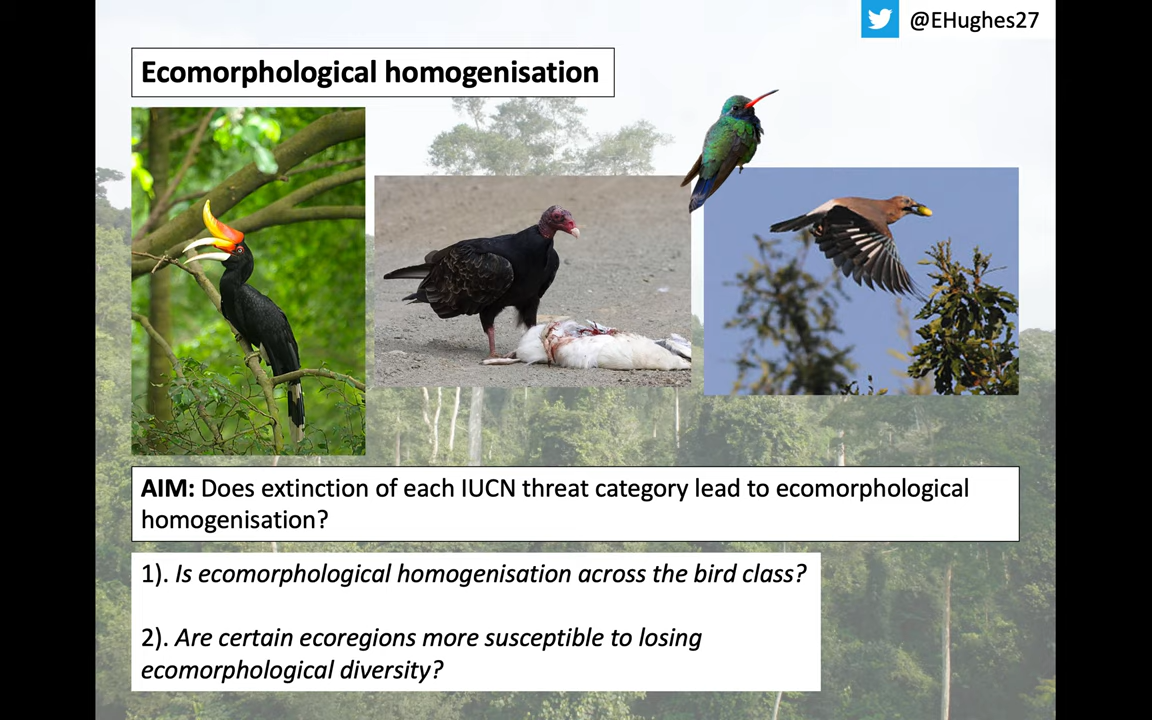 @EHughes27
Ecomorphological homogenisation
AIM: Does extinction of each IUCN threat category lead to ecomorphological
homogenisation?
1). Is ecomorphological homogenisation across the bird class?
2). Are certain ecoregions more susceptible to losing
ecomorphological diversity?